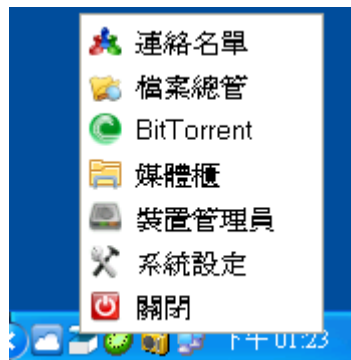 連絡名單
檔案總管
BitTorrent
媒體櫃
裝置管理員
系統設定
關閉
下午 01:23